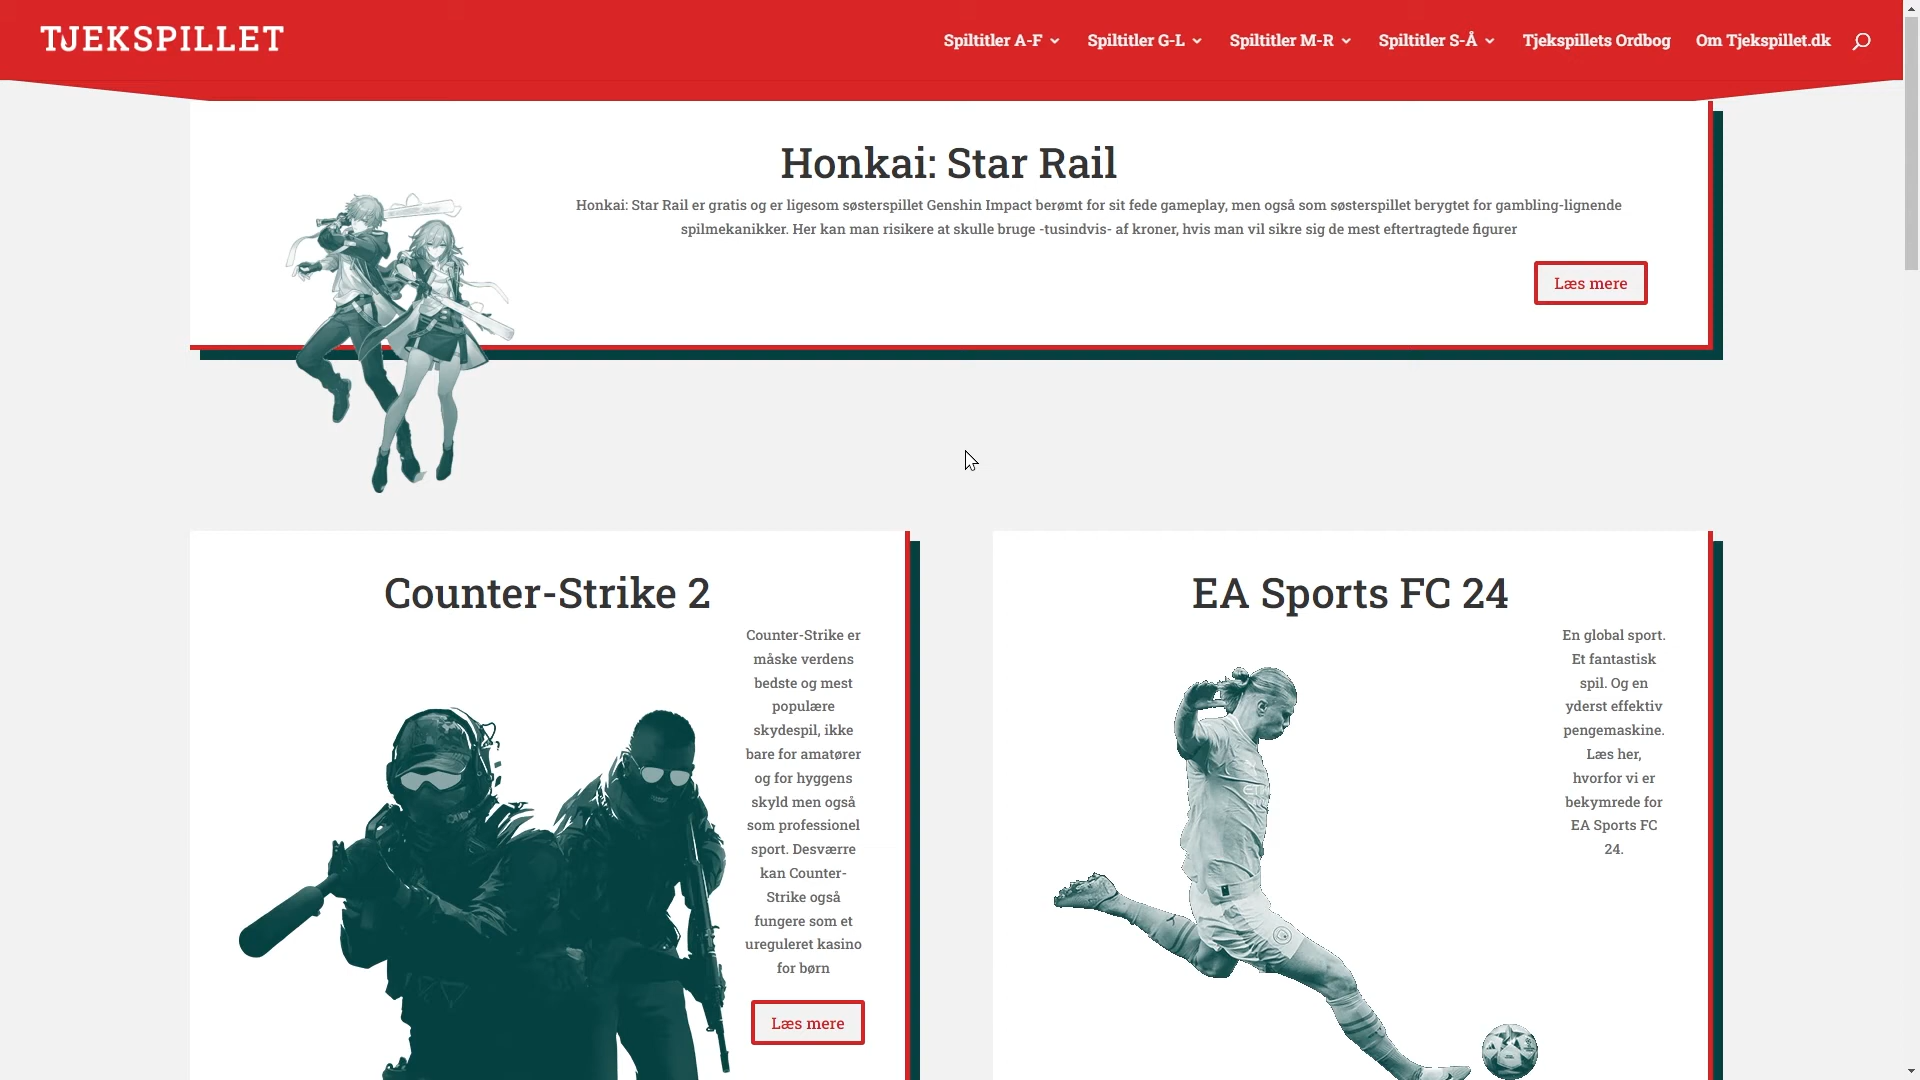 TJEKSPILLET
Spiltitler A-F
Spiltitler G-L
Spiltitler M-R
Spiltitler S-Å
Tjekspillets Ordbog
Om Tjekspillet.dk
Honkai: Star Rail
Honkai: Star Rail er gratis og er ligesom søsterspillet Genshin Impact berømt for sit fede gameplay, men også som søsterspillet berygtet for gambling-lignende
spilmekanikker. Her kan man risikere at skulle bruge -tusindvis- af kroner, hvis man vil sikre sig de mest eftertragtede figurer
Læs mere
Counter-Strike 2
Counter-Strike er
måske verdens
bedste og mest
populære
skydespil, ikke
bare for amatører
og for hyggens
skyld men også
som professionel
sport. Desværre
kan Counter-
Strike også
fungere som et
ureguleret kasino
for børn
Læs mere
EA Sports FC 24
En global sport.
Et fantastisk
spil. Og en
yderst effektiv
pengemaskine.
Læs her,
hvorfor vi er
bekymrede for
EA Sports FC
24.